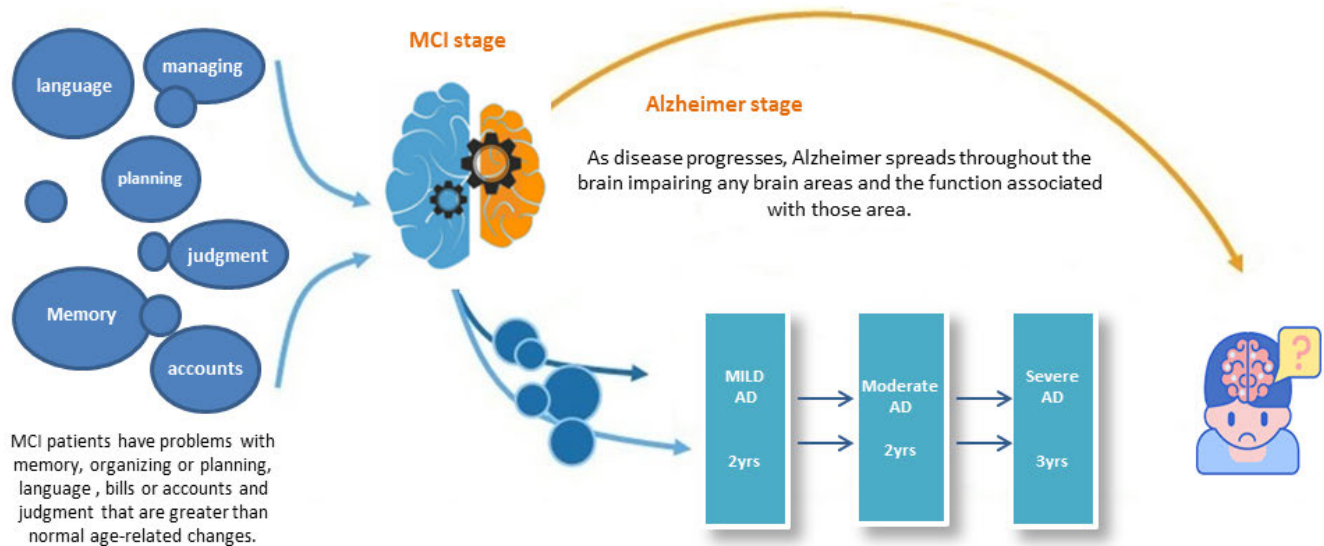 language
managing
planning
judgment
Memory
accounts
MCI patients have problems with
memory, organizing or planning,
language , bills or accounts and
judgment that are greater than
normal age-related changes.
MCI stage
Alzheimer stage
As disease progresses, Alzheimer spreads throughout the
brain impairing any brain areas and the function associated
with those area.
MILD
AD
2yrs
Moderate
AD
2yrs
Severe
AD
3yrs
?